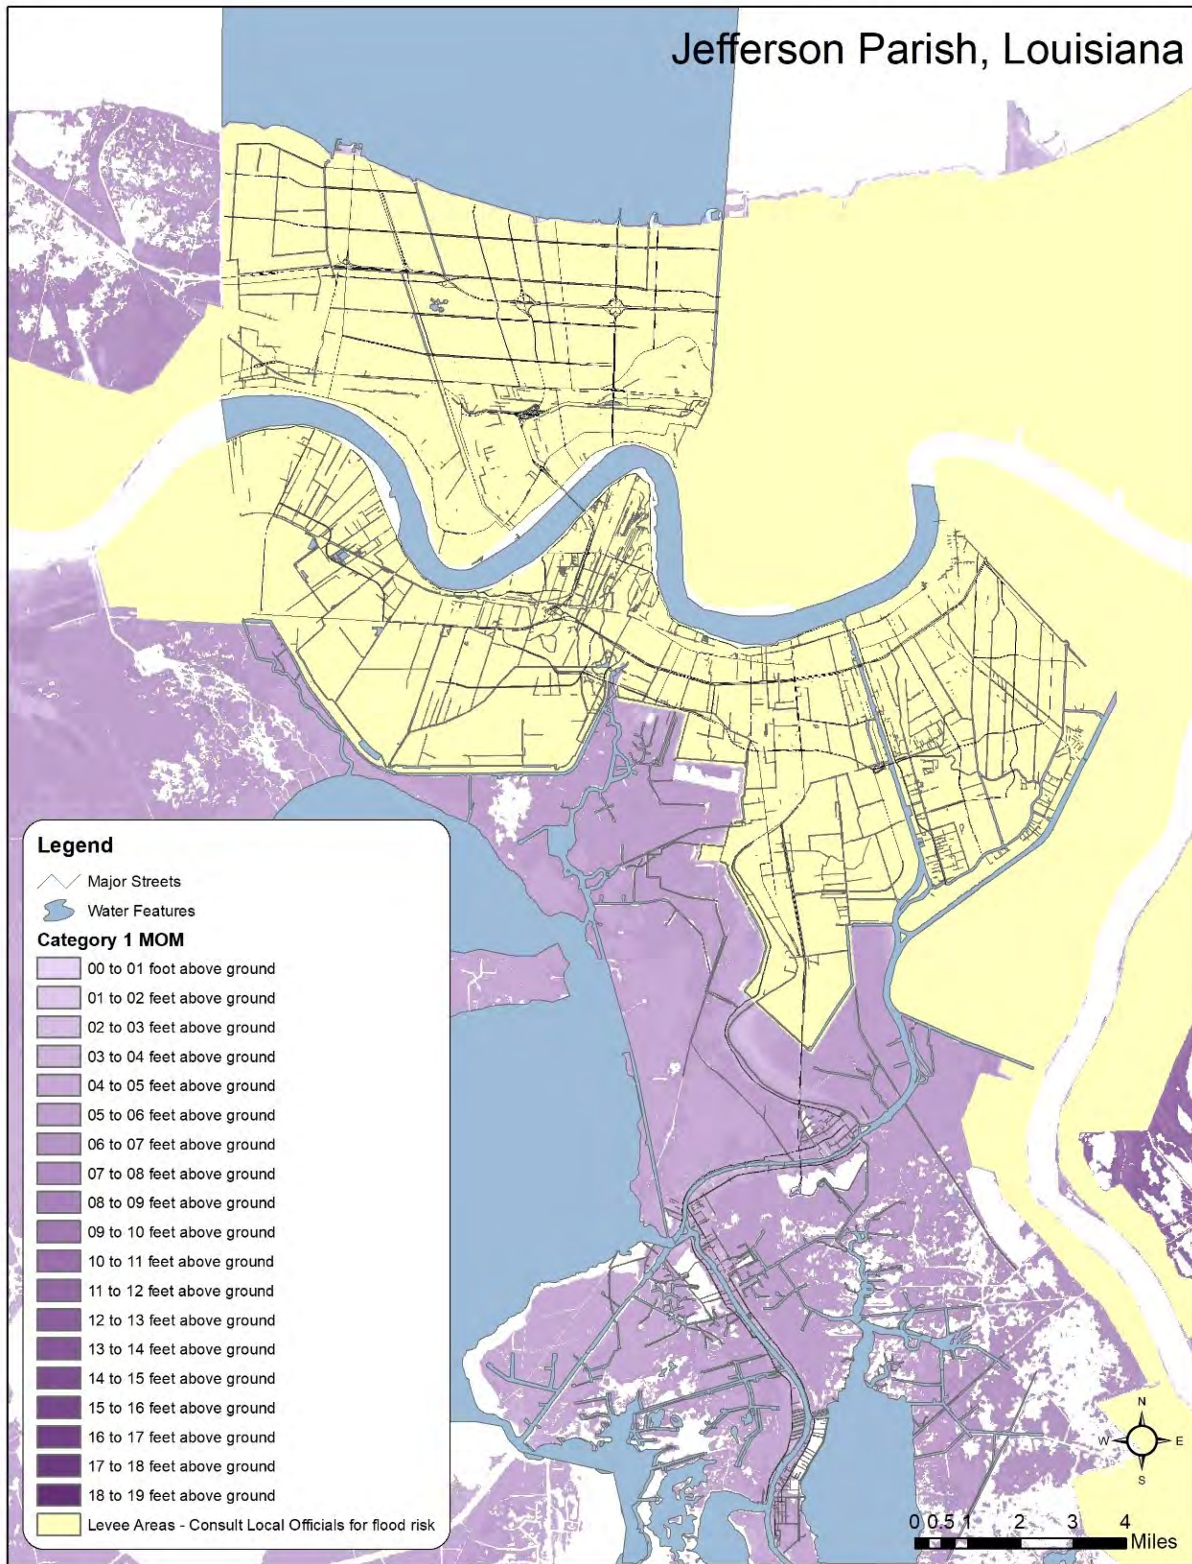 Jefferson Parish, Louisiana
Legend
Major Streets
Water Features
Category 1 MOM
00 to 01 foot above ground
01 to 02 feet above ground
02 to 03 feet above ground
03 to 04 feet above ground
04 to 05 feet above ground
05 to 06 feet above ground
06 to 07 feet above ground
07 to 08 feet above ground
08 to 09 feet above ground
09 to 10 feet above ground
10 to 11 feet above ground
11 to 12 feet above ground
12 to 13 feet above ground
13 to 14 feet above ground
14 to 15 feet above ground
15 to 16 feet above ground
16 to 17 feet above ground
17 to 18 feet above ground
18 to 19 feet above ground
Levee Areas - Consult Local Officials for flood risk
N
W E
S
0 0.5 1 2 3 4
Miles